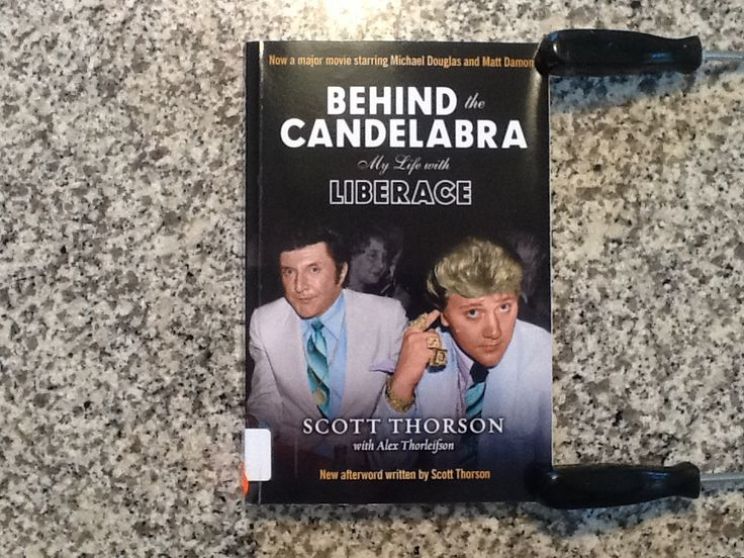 Now a major movie starring Michael Douglas and Matt Damon
BEHIND the
CANDELABRA
My Life with
LIBERACE
SCOTT THORSON
with Alex Thorleifson
New afterword written by Scott Thorson